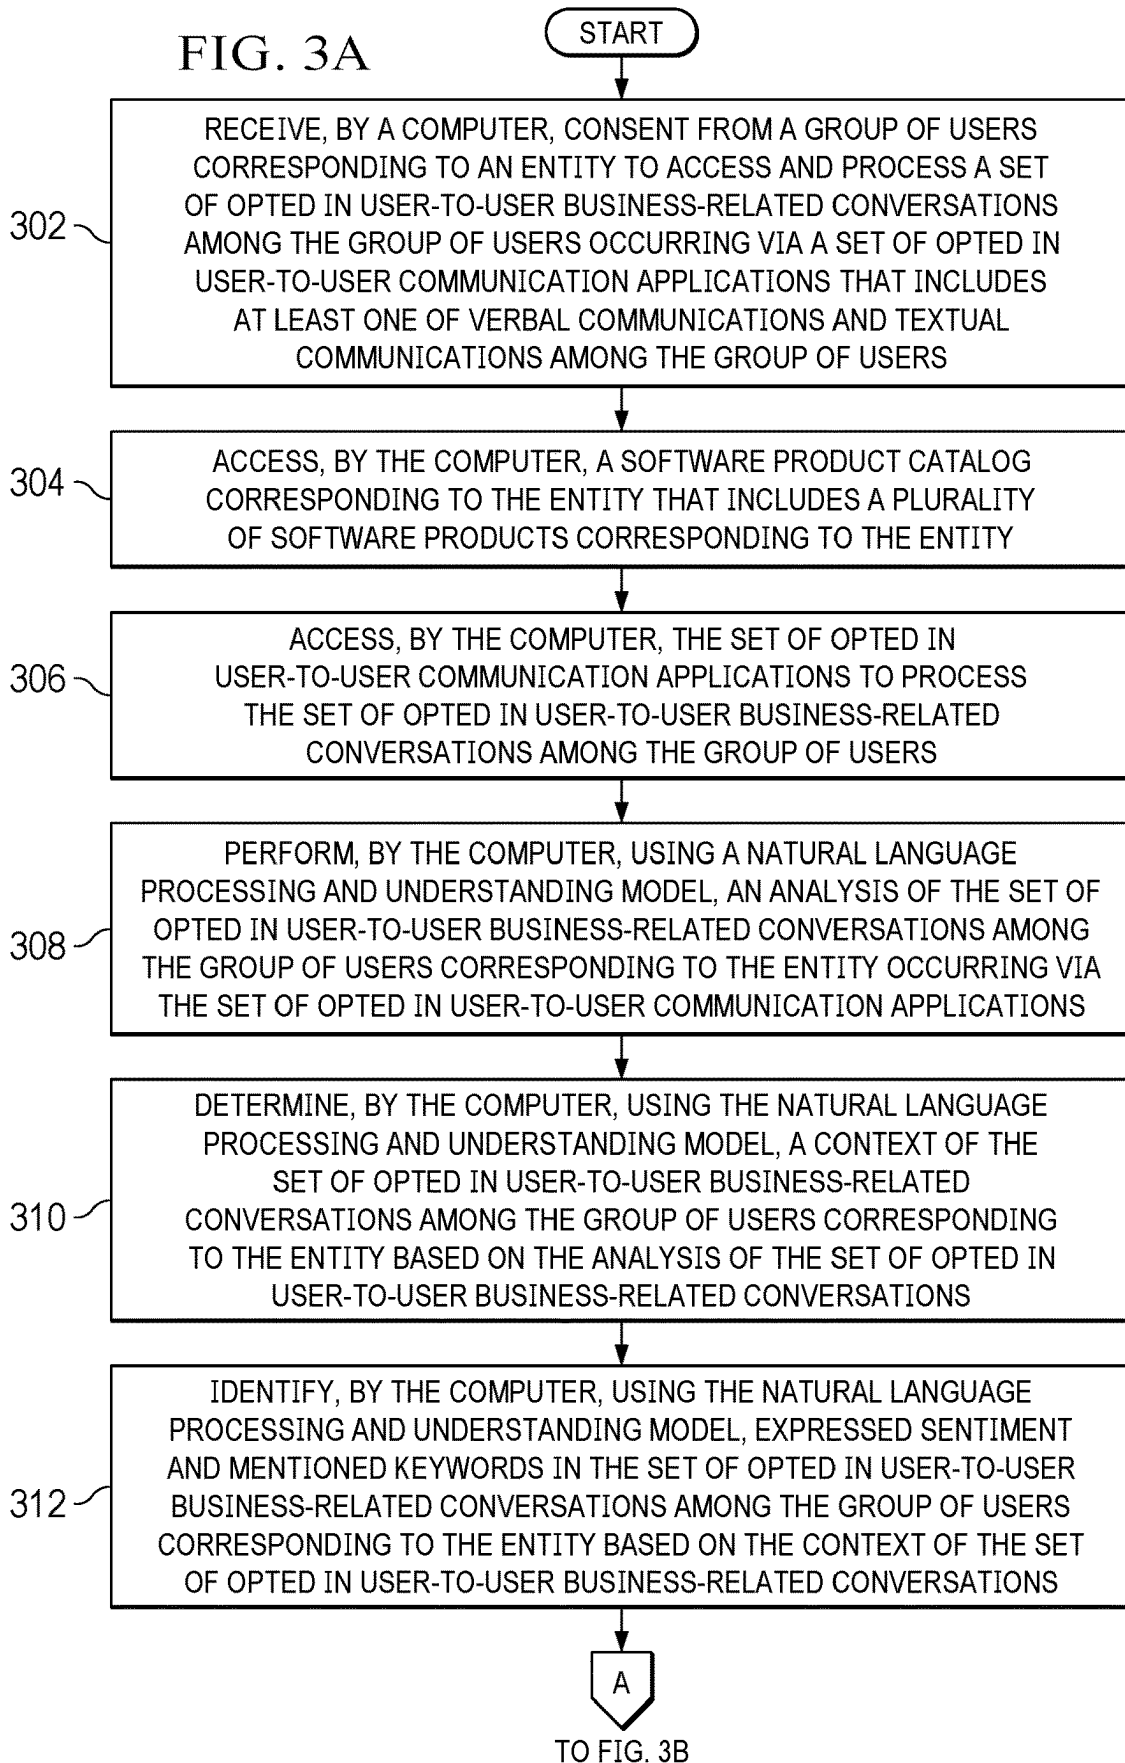 FIG. 3A
START
RECEIVE, BY A COMPUTER, CONSENT FROM A GROUP OF USERS
CORRESPONDING TO AN ENTITY TO ACCESS AND PROCESS A SET
OF OPTED IN USER-TO-USER BUSINESS-RELATED CONVERSATIONS
AMONG THE GROUP OF USERS OCCURRING VIA A SET OF OPTED IN
USER-TO-USER COMMUNICATION APPLICATIONS THAT INCLUDES
AT LEAST ONE OF VERBAL COMMUNICATIONS AND TEXTUAL
COMMUNICATIONS AMONG THE GROUP OF USERS
302
ACCESS, BY THE COMPUTER, A SOFTWARE PRODUCT CATALOG
CORRESPONDING TO THE ENTITY THAT INCLUDES A PLURALITY
OF SOFTWARE PRODUCTS CORRESPONDING TO THE ENTITY
304
ACCESS, BY THE COMPUTER, THE SET OF OPTED IN
USER-TO-USER COMMUNICATION APPLICATIONS TO PROCESS
THE SET OF OPTED IN USER-TO-USER BUSINESS-RELATED
CONVERSATIONS AMONG THE GROUP OF USERS
306
PERFORM, BY THE COMPUTER, USING A NATURAL LANGUAGE
PROCESSING AND UNDERSTANDING MODEL, AN ANALYSIS OF THE SET OF
OPTED IN USER-TO-USER BUSINESS-RELATED CONVERSATIONS AMONG
THE GROUP OF USERS CORRESPONDING TO THE ENTITY OCCURRING VIA
THE SET OF OPTED IN USER-TO-USER COMMUNICATION APPLICATIONS
308
DETERMINE, BY THE COMPUTER, USING THE NATURAL LANGUAGE
PROCESSING AND UNDERSTANDING MODEL, A CONTEXT OF THE
SET OF OPTED IN USER-TO-USER BUSINESS-RELATED
CONVERSATIONS AMONG THE GROUP OF USERS CORRESPONDING
TO THE ENTITY BASED ON THE ANALYSIS OF THE SET OF OPTED IN
USER-TO-USER BUSINESS-RELATED CONVERSATIONS
310
IDENTIFY, BY THE COMPUTER, USING THE NATURAL LANGUAGE
PROCESSING AND UNDERSTANDING MODEL, EXPRESSED SENTIMENT
AND MENTIONED KEYWORDS IN THE SET OF OPTED IN USER-TO-USER
BUSINESS-RELATED CONVERSATIONS AMONG THE GROUP OF USERS
CORRESPONDING TO THE ENTITY BASED ON THE CONTEXT OF THE SET
OF OPTED IN USER-TO-USER BUSINESS-RELATED CONVERSATIONS
312
A
TO FIG. 3B